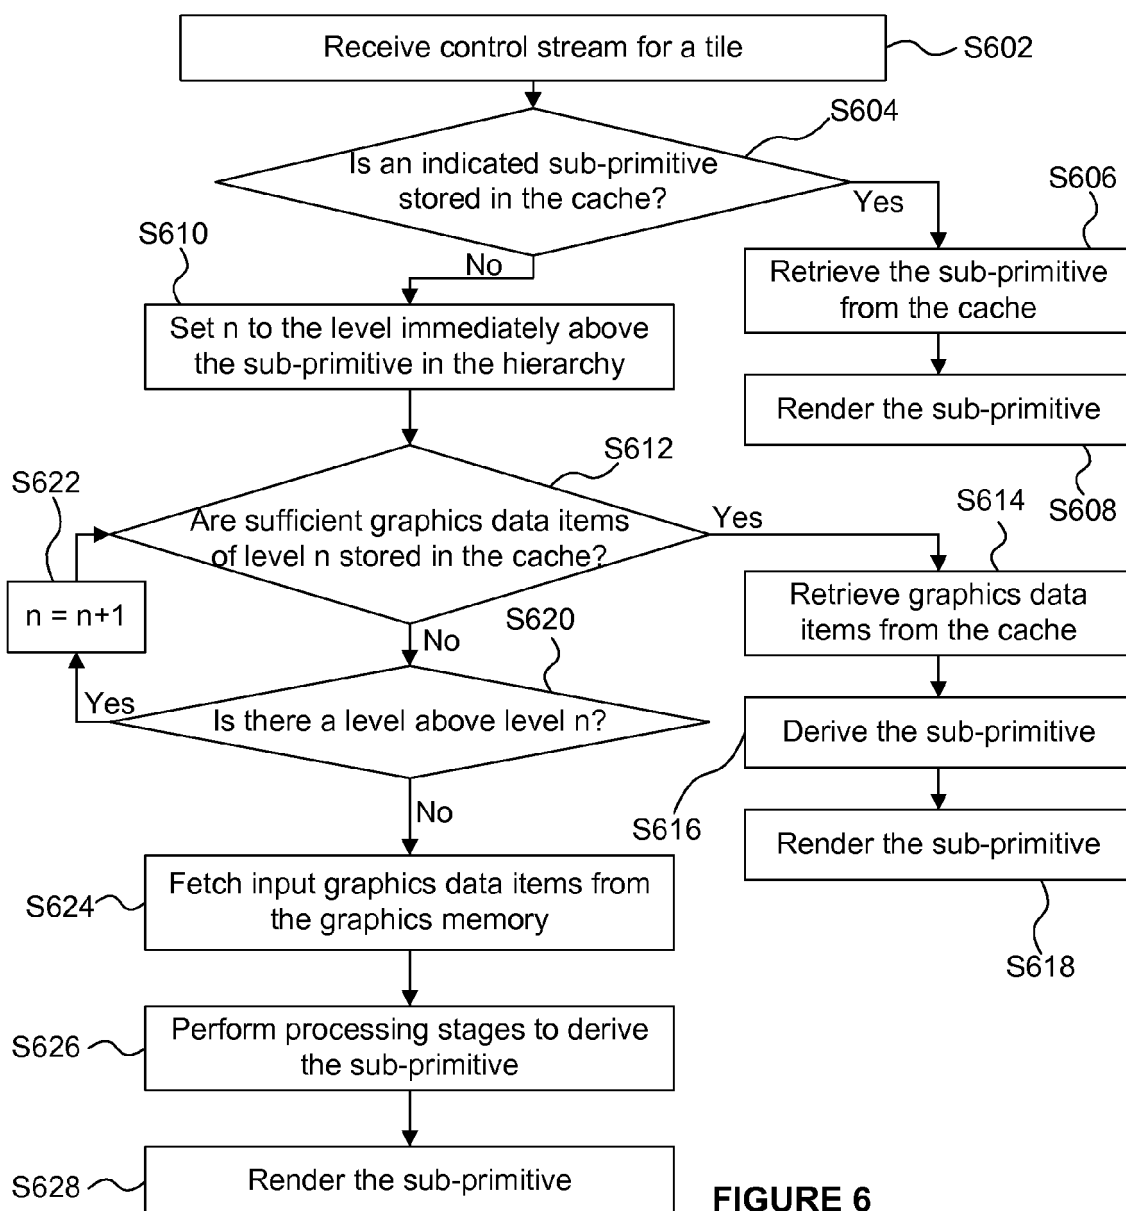 Receive control stream for a tile
S602
S604
Is an indicated sub-primitive
stored in the cache?
Yes
S606
S610
No
Retrieve the sub-primitive
from the cache
Set n to the level immediately above
the sub-primitive in the hierarchy
Render the sub-primitive
S608
S612
S622
Are sufficient graphics data items
of level n stored in the cache?
Yes
S614
n = n+1
Retrieve graphics data
items from the cache
No
S620
Yes
Is there a level above level n?
Derive the sub-primitive
S616
No
Render the sub-primitive
S618
Fetch input graphics data items from
the graphics memory
S624
Perform processing stages to derive
the sub-primitive
S626
Render the sub-primitive
S628
FIGURE 6